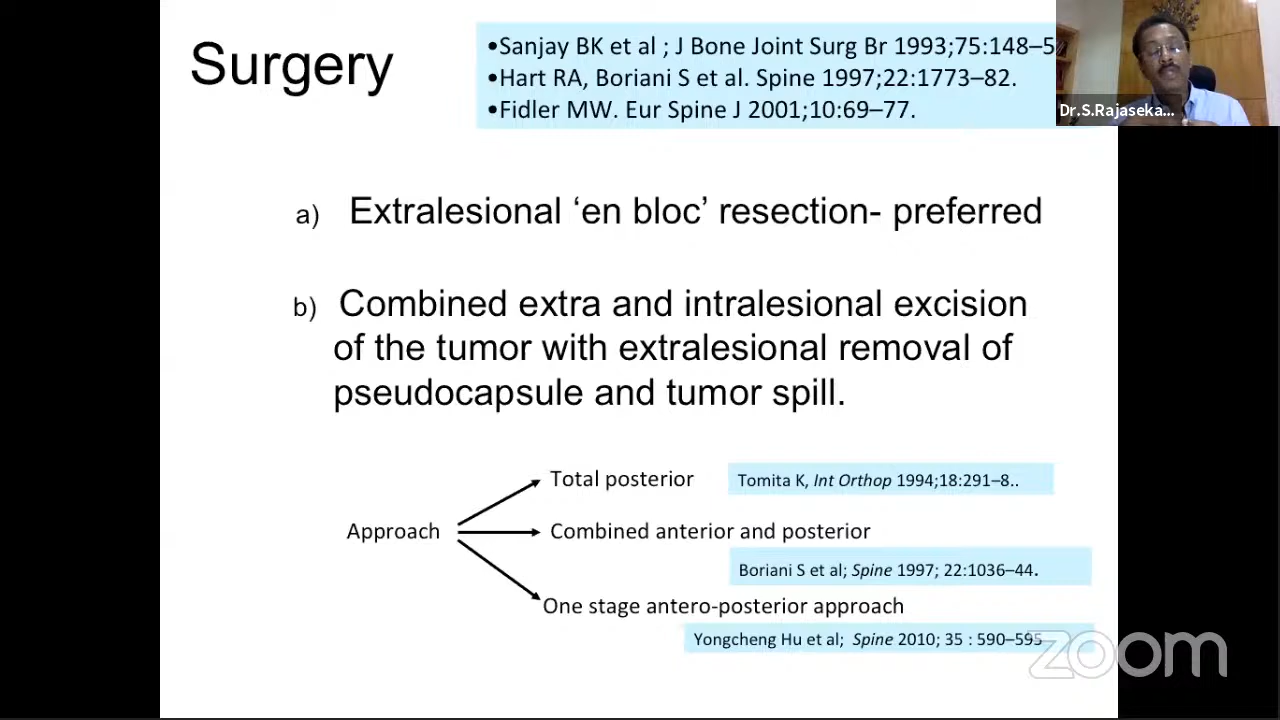 Surgery
•Sanjay BK et al ; J Bone Joint Surg Br 1993;75:148–5
•Hart RA, Boriani S et al. Spine 1997;22:1773–82.
•Fidler MW. Eur Spine J 2001;10:69–77.
Dr.S.Rajaseka...
a) Extralesional ‘en bloc’ resection- preferred
b) Combined extra and intralesional excision
of the tumor with extralesional removal of
pseudocapsule and tumor spill.
Total posterior
Tomita K, Int Orthop 1994;18:291–8..
Approach
Combined anterior and posterior
Boriani S et al; Spine 1997; 22:1036–44.
One stage antero-posterior approach
Yongcheng Hu et al; Spine 2010; 35 : 590–595
zoom